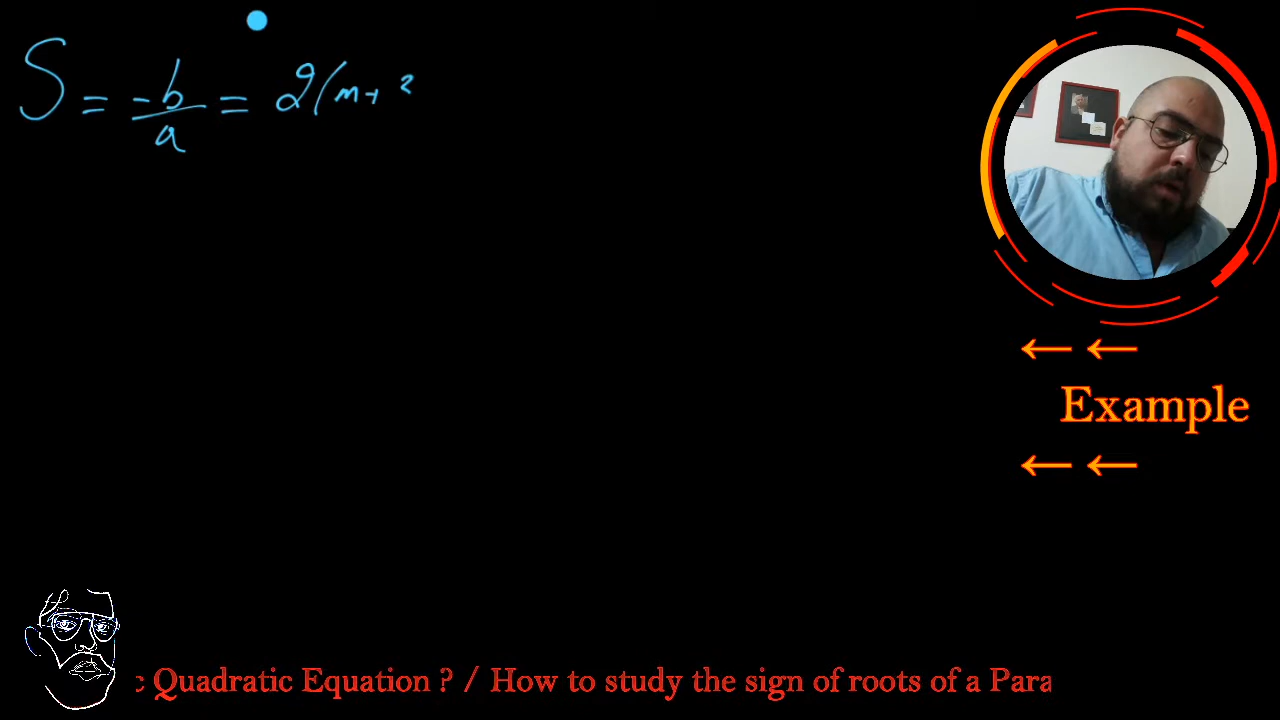 S = -b/a = 2(m+ 2
← ←
Example
← ←
Quadratic Equation ? / How to study the sign of roots of a Para